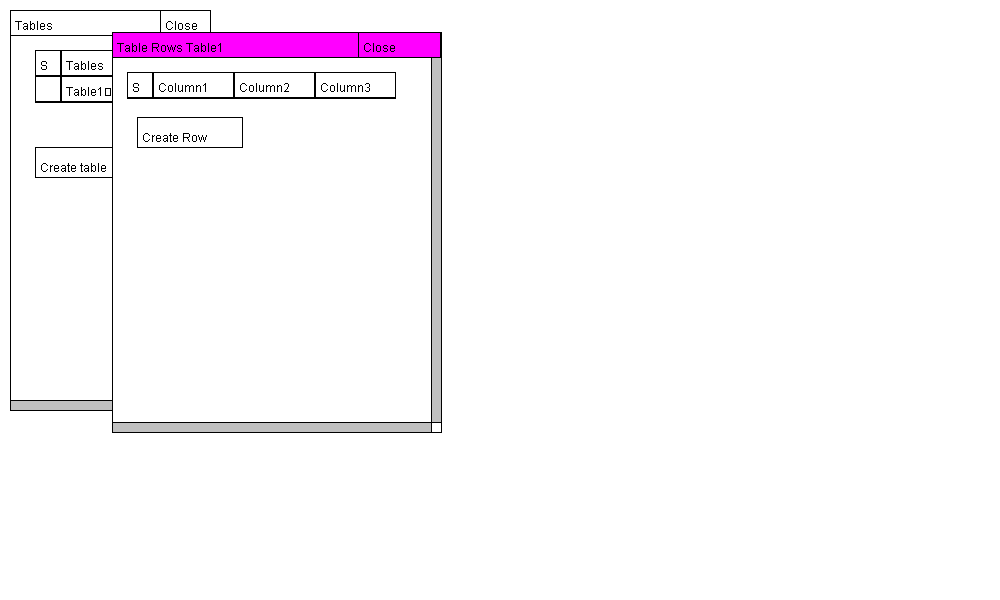 Tables Close
S Tables
Table1
Create table
Table Rows Table1 Close
S Column1 Column2 Column3
Create Row